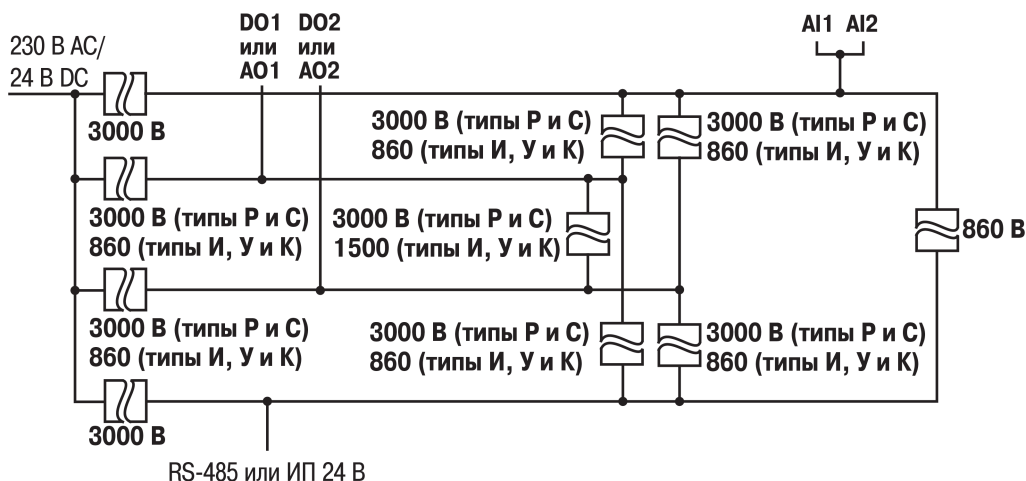 DO1
или
AO1
DO2
или
AO2
AI1 AI2
230 В AC/
24 В DC
3000 В
3000 В (типы Р и С)
860 (типы И, У и К)
3000 В (типы Р и С)
860 (типы И, У и К)
3000 В (типы Р и С)
860 (типы И, У и К)
3000 В (типы Р и С)
1500 (типы И, У и К)
860 В
3000 В (типы Р и С)
860 (типы И, У и К)
3000 В (типы Р и С)
860 (типы И, У и К)
3000 В (типы Р и С)
860 (типы И, У и К)
3000 В
RS-485 или ИП 24 В